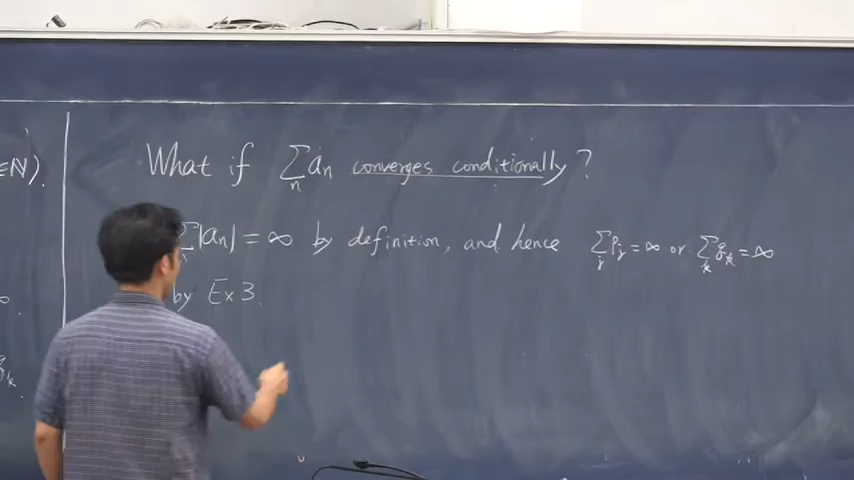 ∈ℕ).
What if ∑ₙ aₙ converges conditionally ?
∑ |aₙ| = ∞ by definition, and hence ∑ⱼ pⱼ = ∞ or ∑ₖ qₖ = ∞
by Ex 3.